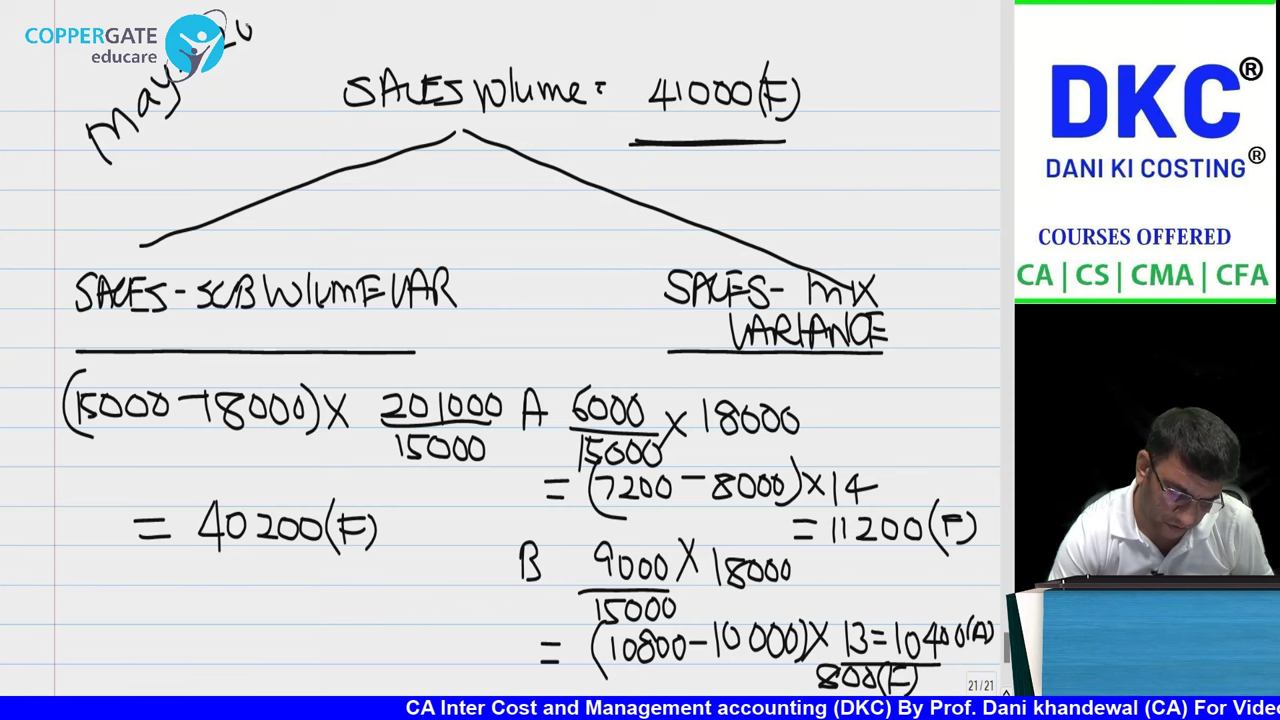 COPPERGATE
educare
May 20
SALES Volume = 41000(F)
SALES - SUB VOLUME VAR
SALES - MIX
VARIANCE
(15000 - 18000) X 201000
15000
= 40200(F)
A 6000 X 18000
15000
= (7200 - 8000) X 14
= 11200(F)
B 9000 X 18000
15000
= (10800 - 10000) X 13 = 10400(A)
800(F)
21/21
DKC®
DANI KI COSTING®
COURSES OFFERED
CA | CS | CMA | CFA
CA Inter Cost and Management accounting (DKC) By Prof. Dani khandewal (CA) For Vide